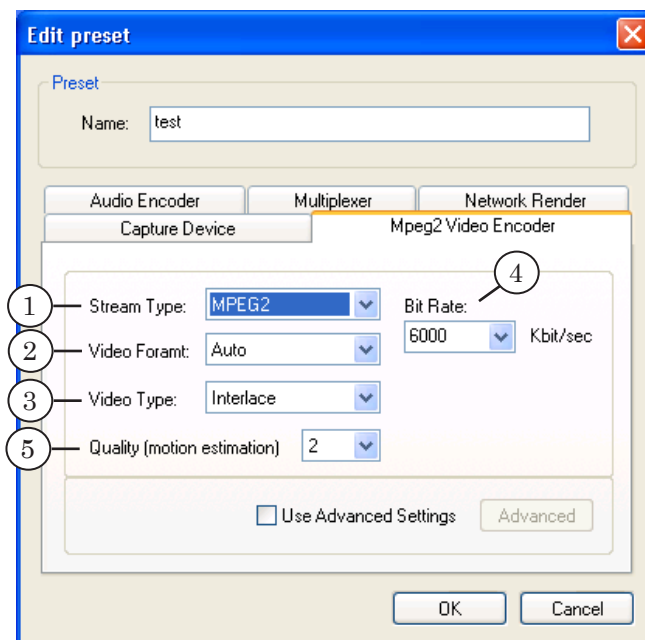 Edit preset
Preset
Name: test
Audio Encoder Multiplexer Network Render
Capture Device Mpeg2 Video Encoder
4
1 Stream Type: MPEG2 Bit Rate:
6000 Kbit/sec
2 Video Foramt: Auto
3 Video Type: Interlace
5 Quality (motion estimation) 2
Use Advanced Settings Advanced
OK Cancel